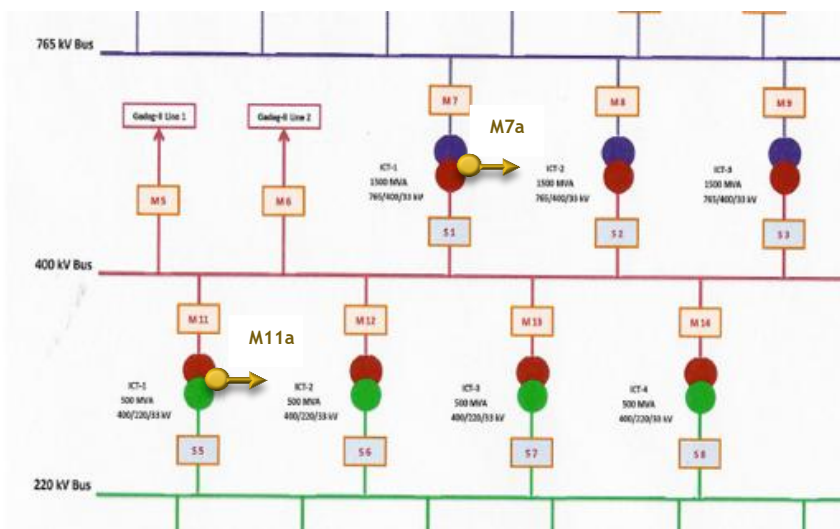 765 kV Bus
M7
M8
M9
M7a
Gadag-II Line 1
Gadag-II Line 2
ICT-1
1500 MVA
765/400/33 kV
ICT-2
1500 MVA
765/400/33 kV
ICT-3
1500 MVA
765/400/33 kV
M5
M6
S1
S2
S3
400 kV Bus
M11
M12
M13
M14
M11a
ICT-1
500 MVA
400/220/33 kV
ICT-2
500 MVA
400/220/33 kV
ICT-3
500 MVA
400/220/33 kV
ICT-4
500 MVA
400/220/33 kV
S5
S6
S7
S8
220 kV Bus